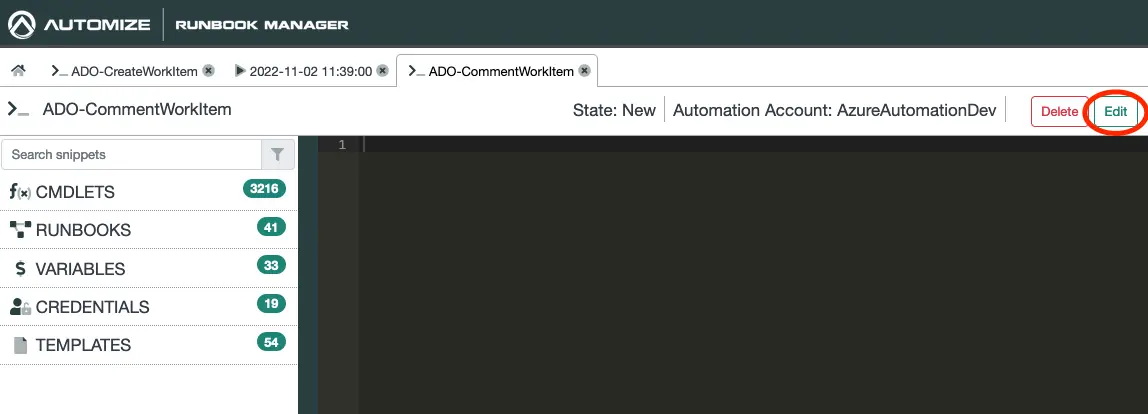 AUTOMIZE RUNBOOK MANAGER
>_ ADO-CreateWorkItem 2022-11-02 11:39:00 >_ ADO-CommentWorkItem
>_ ADO-CommentWorkItem State: New Automation Account: AzureAutomationDev Delete Edit
Search snippets
1
f(x) CMDLETS 3216
RUNBOOKS 41
$ VARIABLES 33
CREDENTIALS 19
TEMPLATES 54